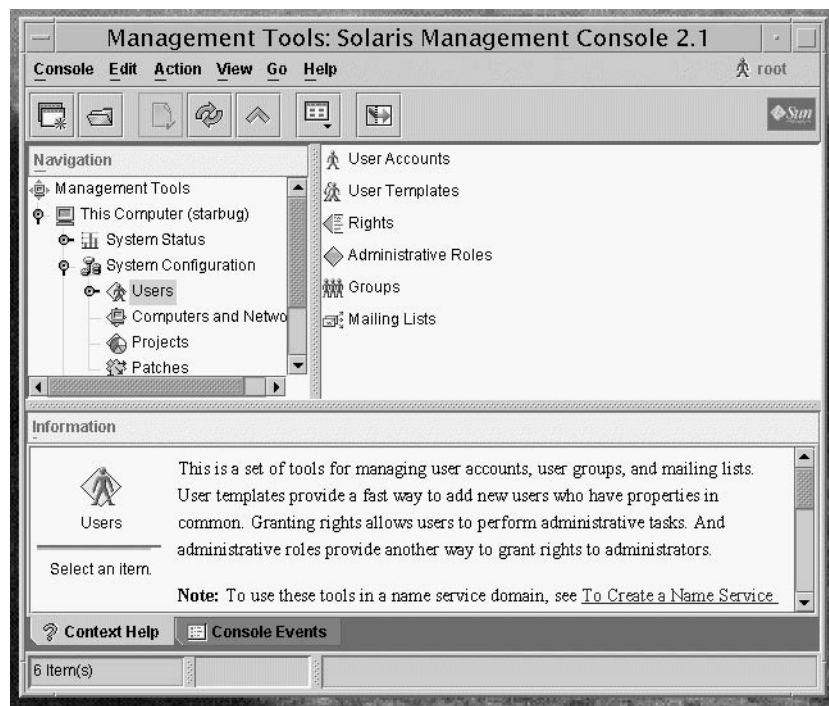 Management Tools: Solaris Management Console 2.1
Console Edit Action View Go Help
root
Sun
Navigation
Management Tools
This Computer (starbug)
System Status
System Configuration
Users
Computers and Netwo
Projects
Patches
User Accounts
User Templates
Rights
Administrative Roles
Groups
Mailing Lists
Information
Users
Select an item.
This is a set of tools for managing user accounts, user groups, and mailing lists.
User templates provide a fast way to add new users who have properties in
common. Granting rights allows users to perform administrative tasks. And
administrative roles provide another way to grant rights to administrators.
Note: To use these tools in a name service domain, see To Create a Name Service
Context Help
Console Events
6 Item(s)